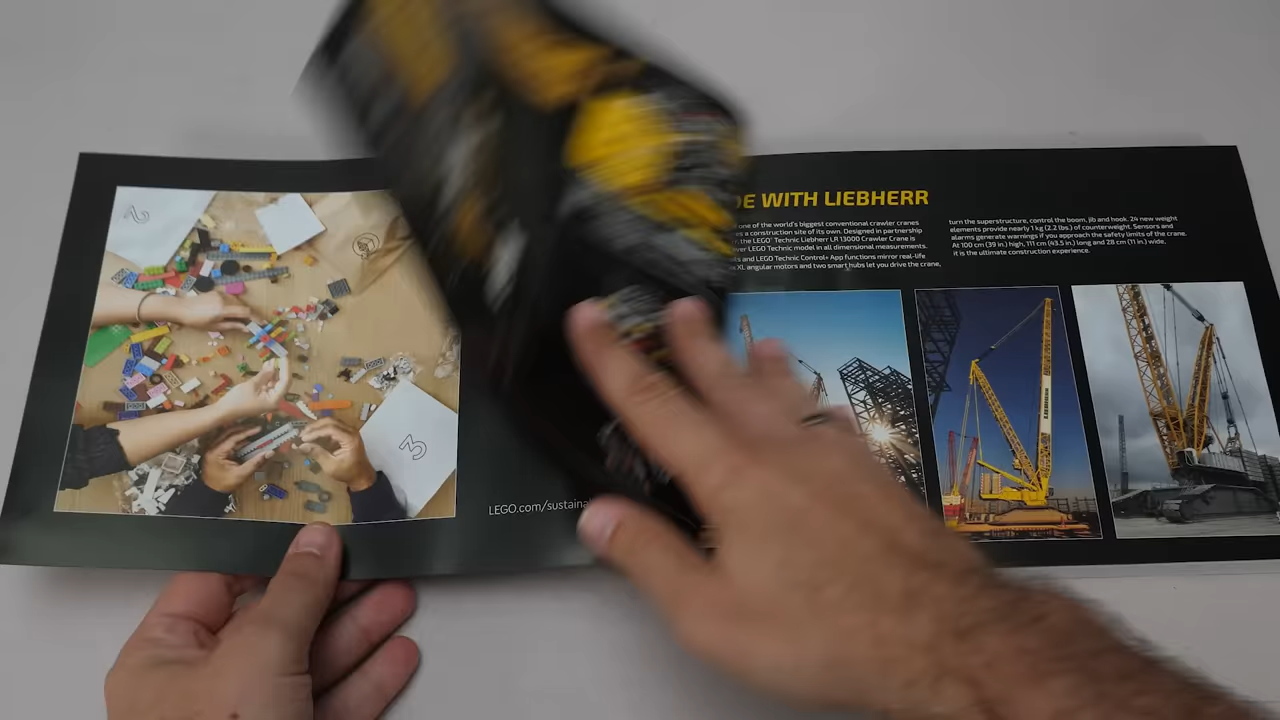 2
3
LEGO.com/sustaina
DE WITH LIEBHERR
one of the world's biggest conventional crawler cranes
es a construction site of its own. Designed in partnership
r, the LEGO® Technic Liebherr LR 13000 Crawler Crane is
ever LEGO Technic model in all dimensional measurements.
ts and LEGO Technic Control+ App functions mirror real-life
XL angular motors and two smart hubs let you drive the crane,
turn the superstructure, control the boom, jib and hook. 24 new weight
elements provide nearly 1 kg (2.2 lbs.) of counterweight. Sensors and
alarms generate warnings if you approach the safety limits of the crane.
At 100 cm (39 in.) high, 111 cm (43.5 in.) long and 28 cm (11 in.) wide,
it is the ultimate construction experience.
LIEBHERR